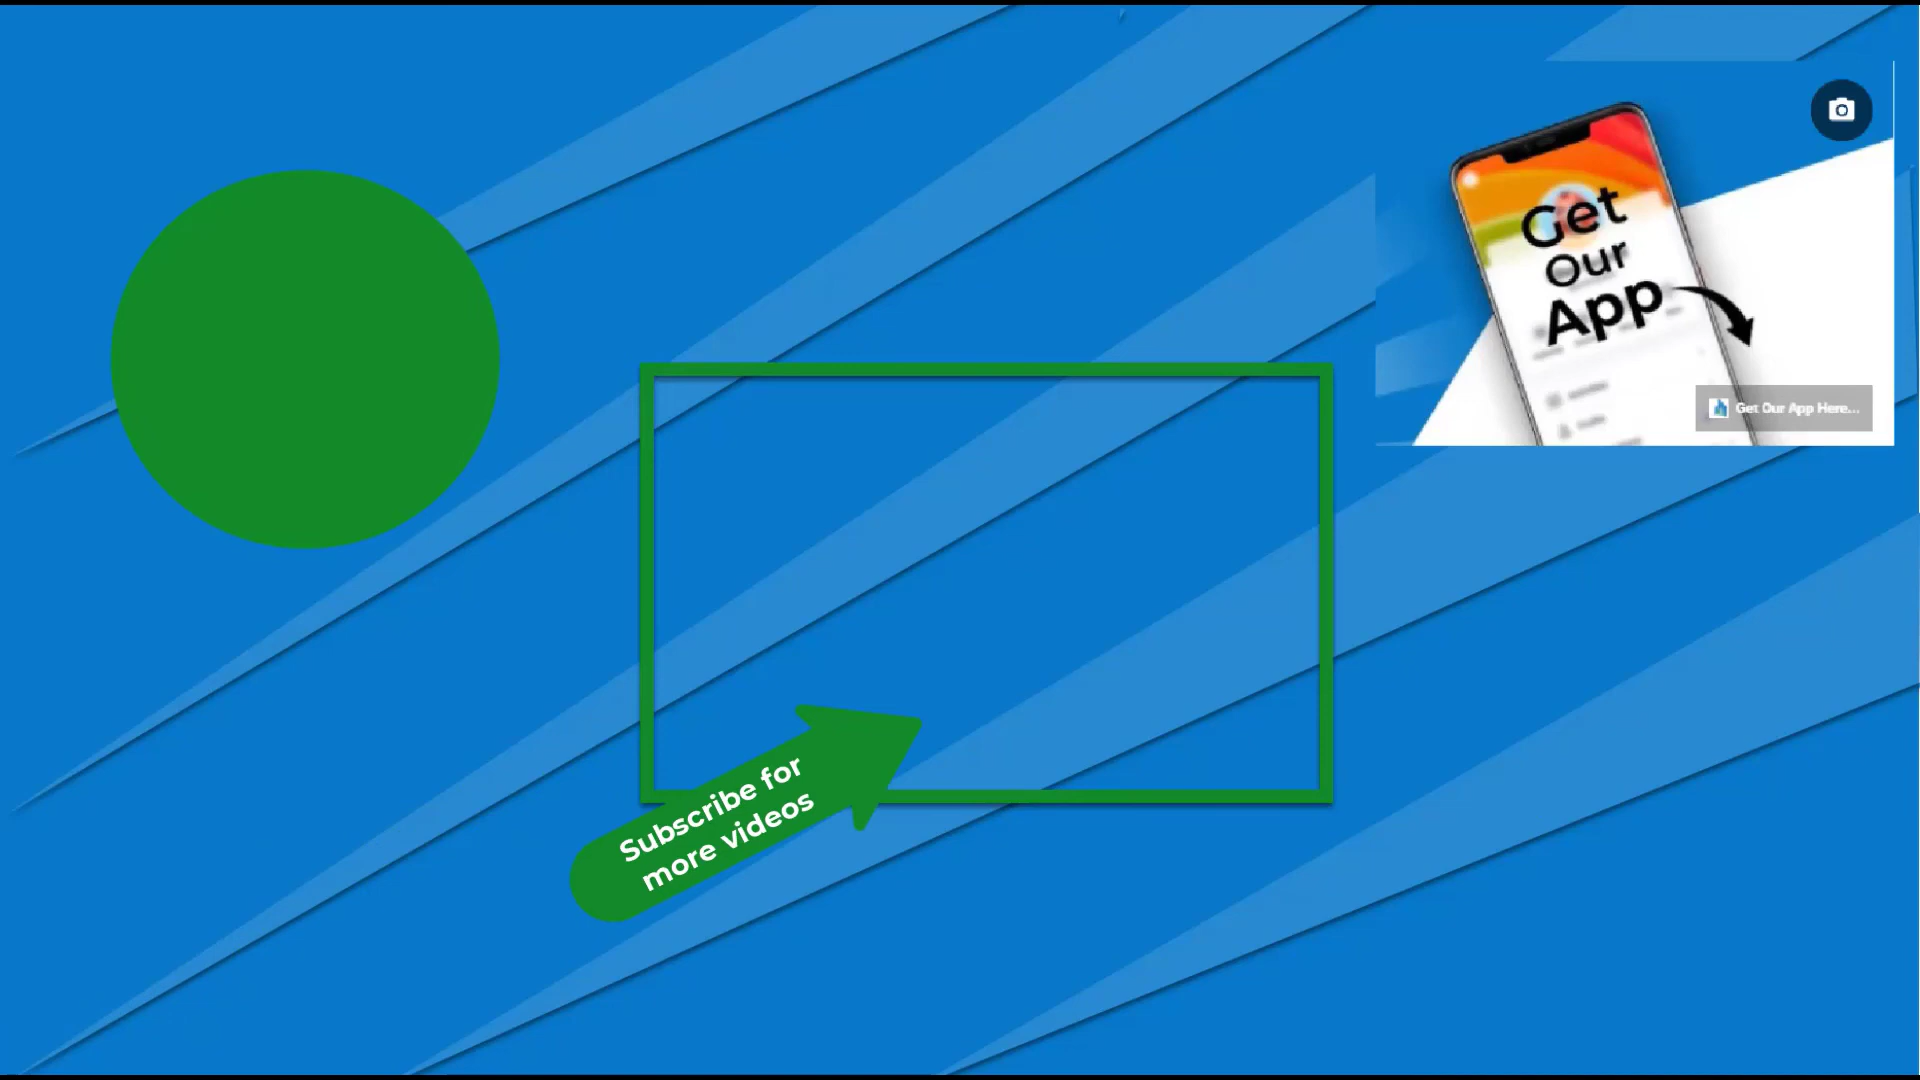 Get
Our
App
Get Our App Here...
Subscribe for
more videos